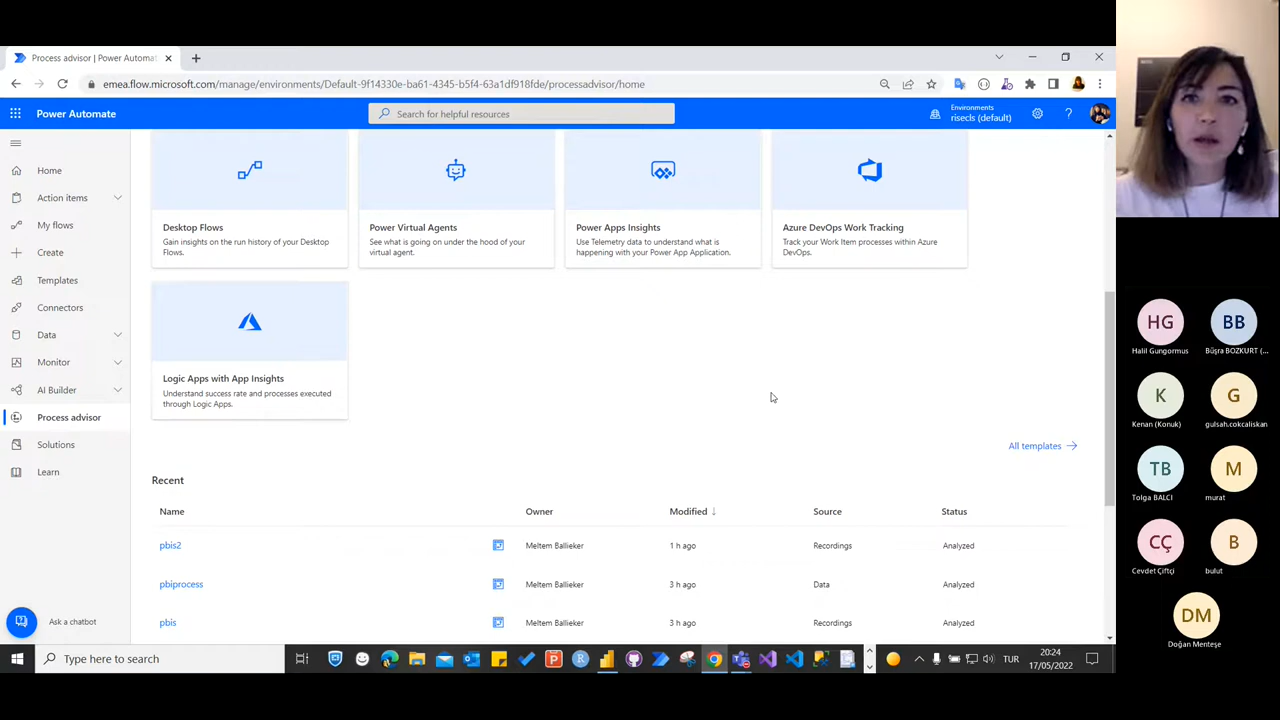 Process advisor | Power Automat
emea.flow.microsoft.com/manage/environments/Default-9f14330e-ba61-4345-b5f4-63a1df918fde/processadvisor/home
Power Automate
Search for helpful resources
Environments
risecls (default)
Home
Action items
My flows
Create
Templates
Connectors
Data
Monitor
AI Builder
Process advisor
Solutions
Learn
Ask a chatbot
Desktop Flows
Gain insights on the run history of your Desktop
Flows.
Power Virtual Agents
See what is going on under the hood of your
virtual agent.
Power Apps Insights
Use Telemetry data to understand what is
happening with your Power App Application.
Azure DevOps Work Tracking
Track your Work Item processes within Azure
DevOps.
Logic Apps with App Insights
Understand success rate and processes executed
through Logic Apps.
All templates
Recent
Name Owner Modified Source Status
pbis2 Meltem Ballieker 1 h ago Recordings Analyzed
pbiprocess Meltem Ballieker 3 h ago Data Analyzed
pbis Meltem Ballieker 3 h ago Recordings Analyzed
Type here to search
TUR
20:24
17/05/2022
HG
Halil Gungormus
BB
Büşra BOZKURT (...
K
Kenan (Konuk)
G
gulsah.cokcaliskan
TB
Tolga BALCI
M
murat
CÇ
Cevdet Çiftçi
B
bulut
DM
Doğan Menteşe